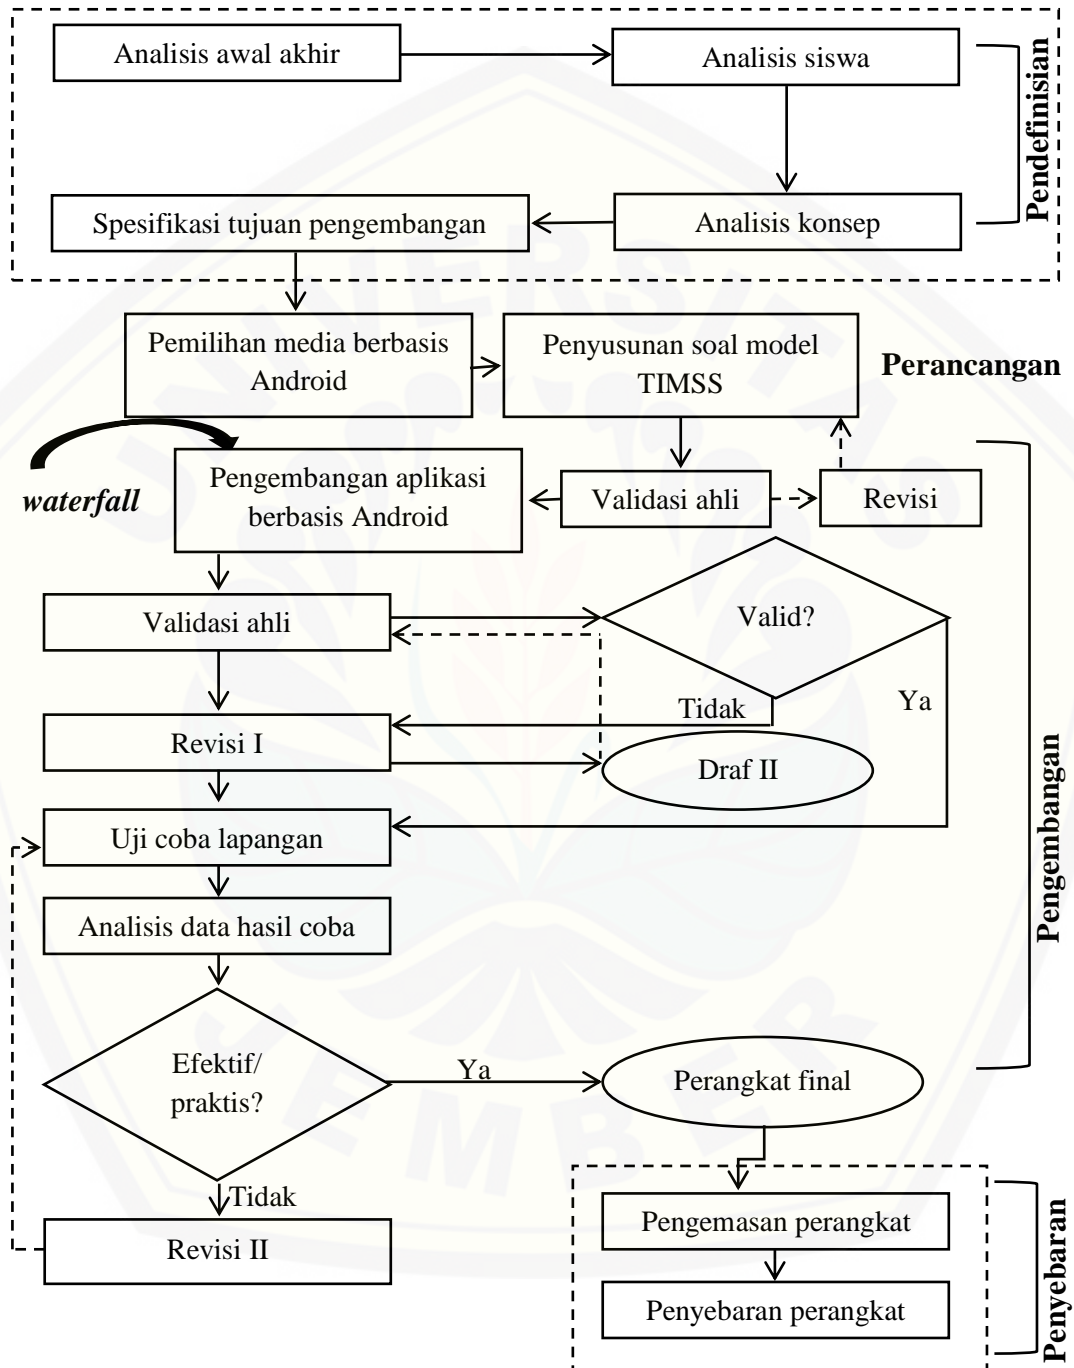 Analisis awal akhir
Analisis siswa
Pendefinisian
Spesifikasi tujuan pengembangan
Analisis konsep
Pemilihan media berbasis
Android
Penyusunan soal model
TIMSS
Perancangan
waterfall
Pengembangan aplikasi
berbasis Android
Validasi ahli
Revisi
Validasi ahli
Valid?
Tidak
Ya
Revisi I
Draf II
Pengembangan
Uji coba lapangan
Analisis data hasil coba
Efektif/
praktis?
Ya
Perangkat final
Tidak
Revisi II
Pengemasan perangkat
Penyebaran perangkat
Penyebaran
UNIVERSITAS
JEMBER